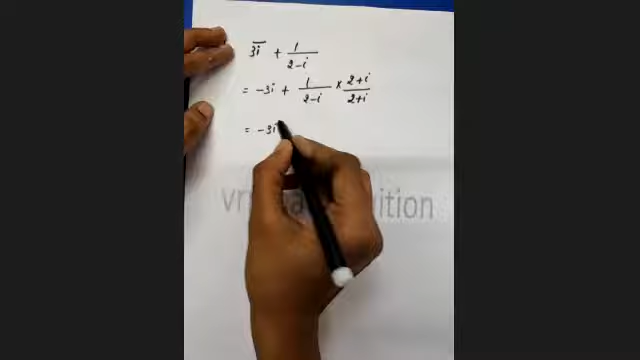 3i̅ + 1/(2-i)
= -3i + 1/(2-i) × (2+i)/(2+i)
= -3i